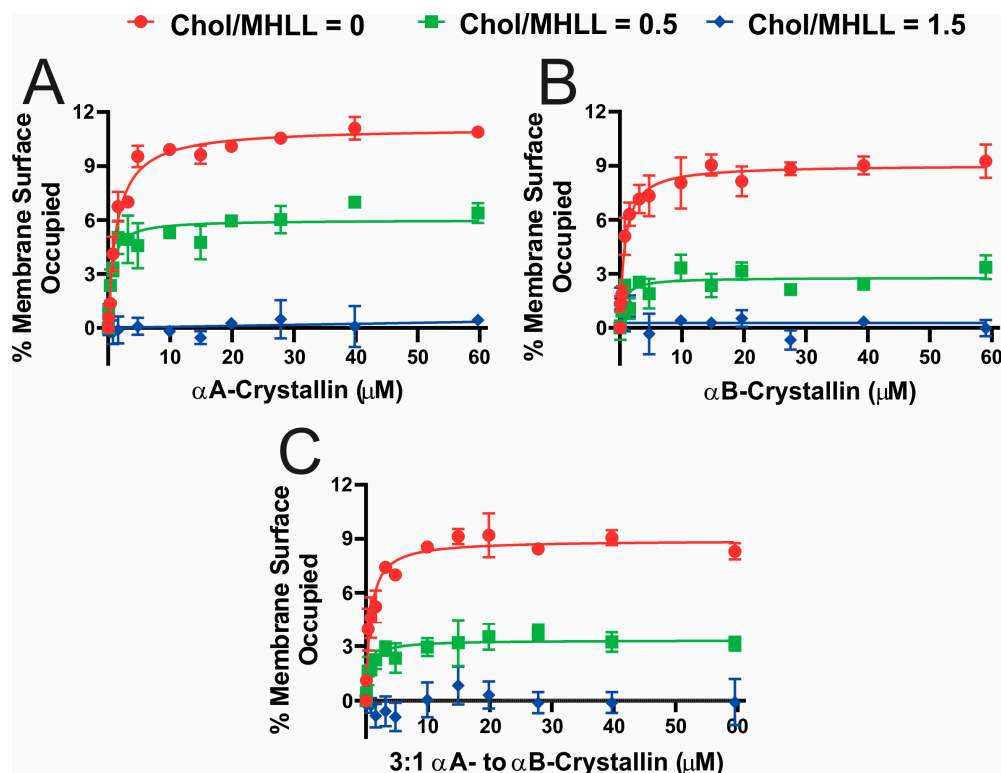 Chol/MHLL = 0 Chol/MHLL = 0.5 Chol/MHLL = 1.5
A
% Membrane Surface
Occupied
12
9
6
3
0
10 20 30 40 50 60
αA-Crystallin (μM)
B
% Membrane Surface
Occupied
12
9
6
3
0
10 20 30 40 50 60
αB-Crystallin (μM)
C
% Membrane Surface
Occupied
12
9
6
3
0
10 20 30 40 50 60
3:1 αA- to αB-Crystallin (μM)